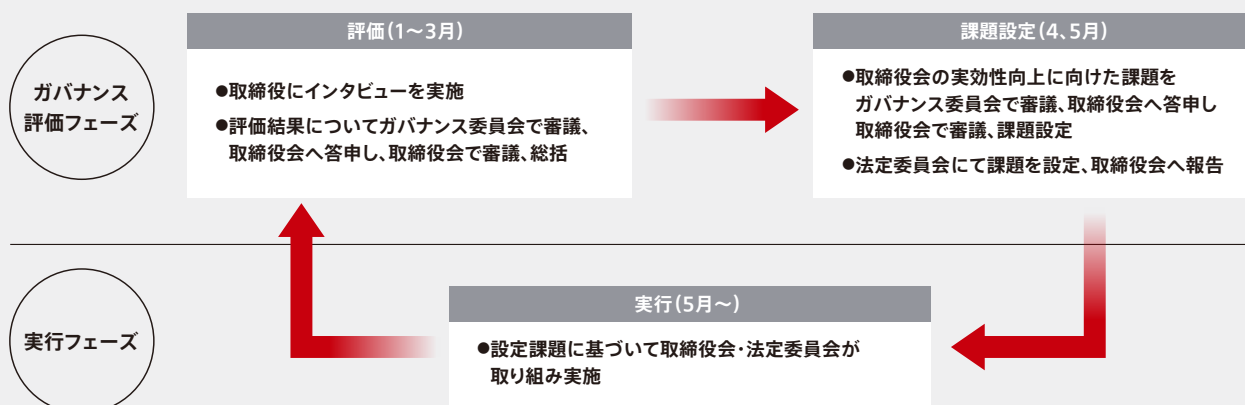 ガバナンス
評価フェーズ
評価(1～3月)
●取締役にインタビューを実施
●評価結果についてガバナンス委員会で審議、
取締役会へ答申し、取締役会で審議、総括
課題設定(4、5月)
●取締役会の実効性向上に向けた課題を
ガバナンス委員会で審議、取締役会へ答申し
取締役会で審議、課題設定
●法定委員会にて課題を設定、取締役会へ報告
実行フェーズ
実行(5月～)
●設定課題に基づいて取締役会・法定委員会が
取り組み実施